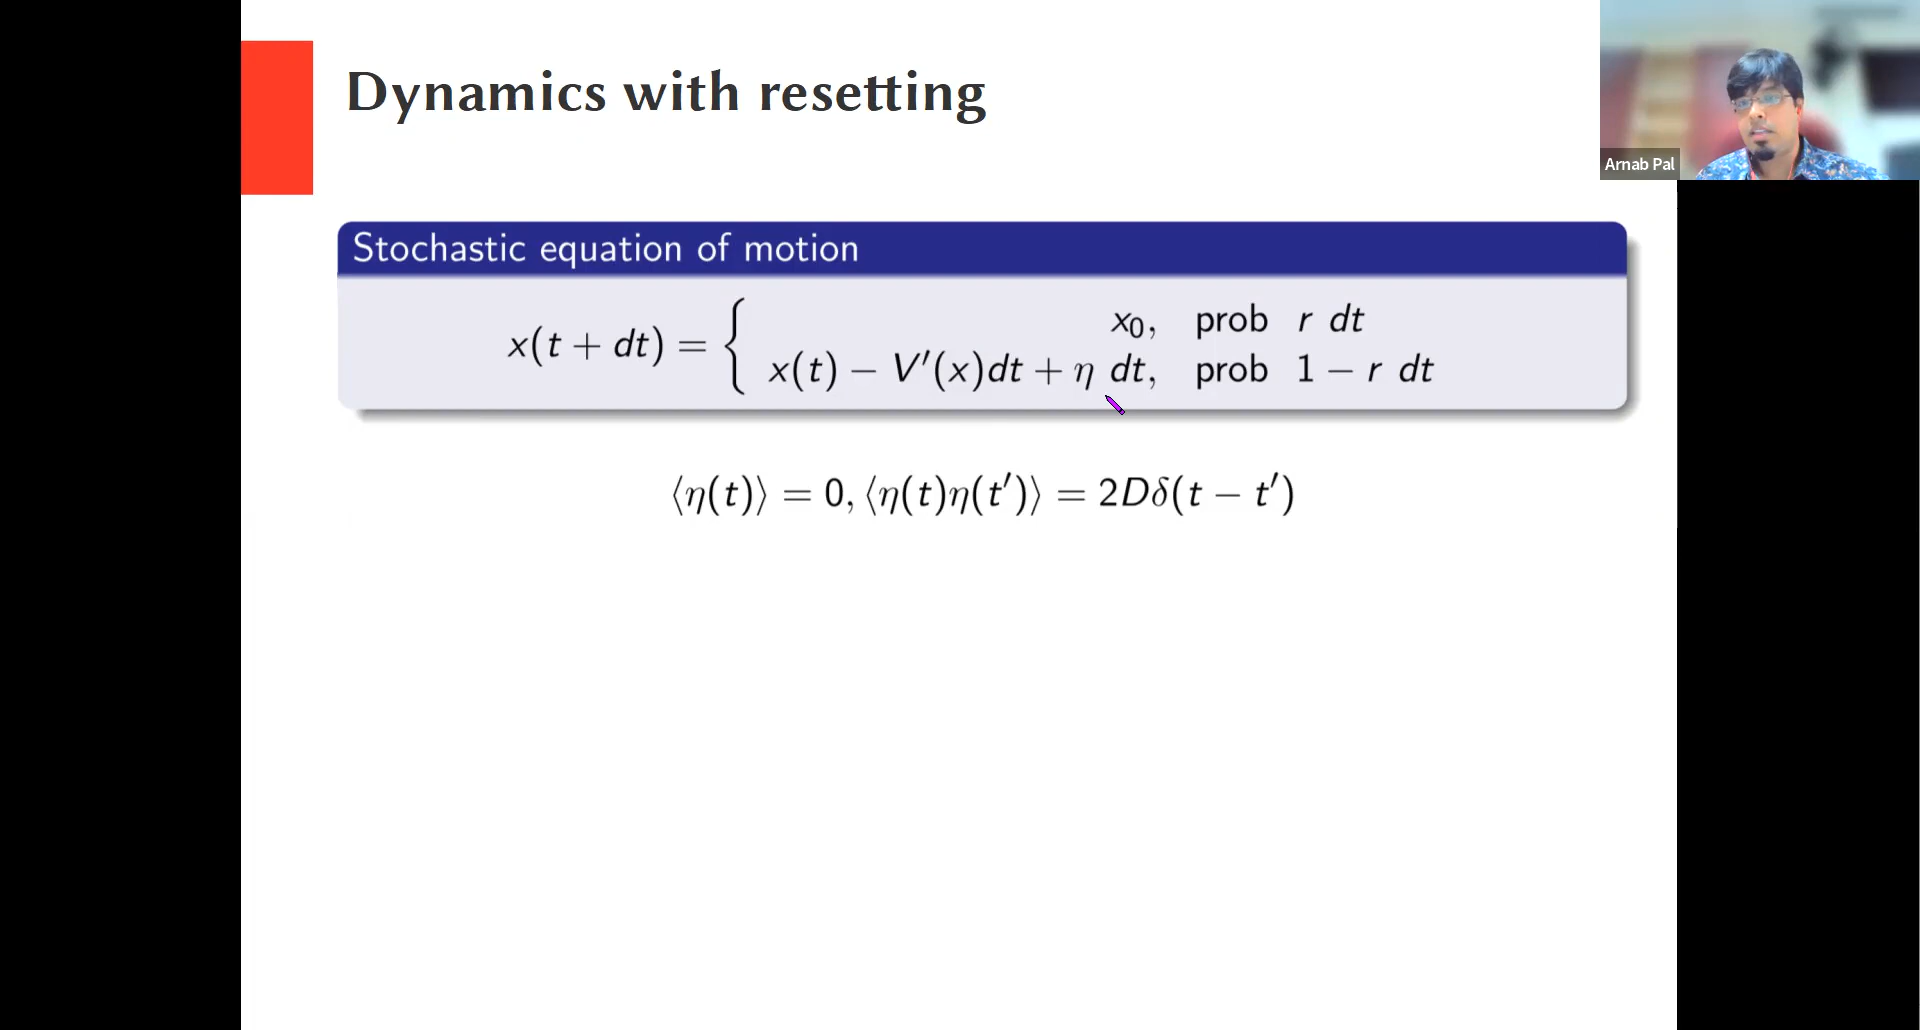 Dynamics with resetting
Arnab Pal
Stochastic equation of motion
x(t + dt) = { x₀, prob r dt
x(t) − V′(x)dt + η dt, prob 1 − r dt
⟨η(t)⟩ = 0, ⟨η(t)η(t′)⟩ = 2Dδ(t − t′)